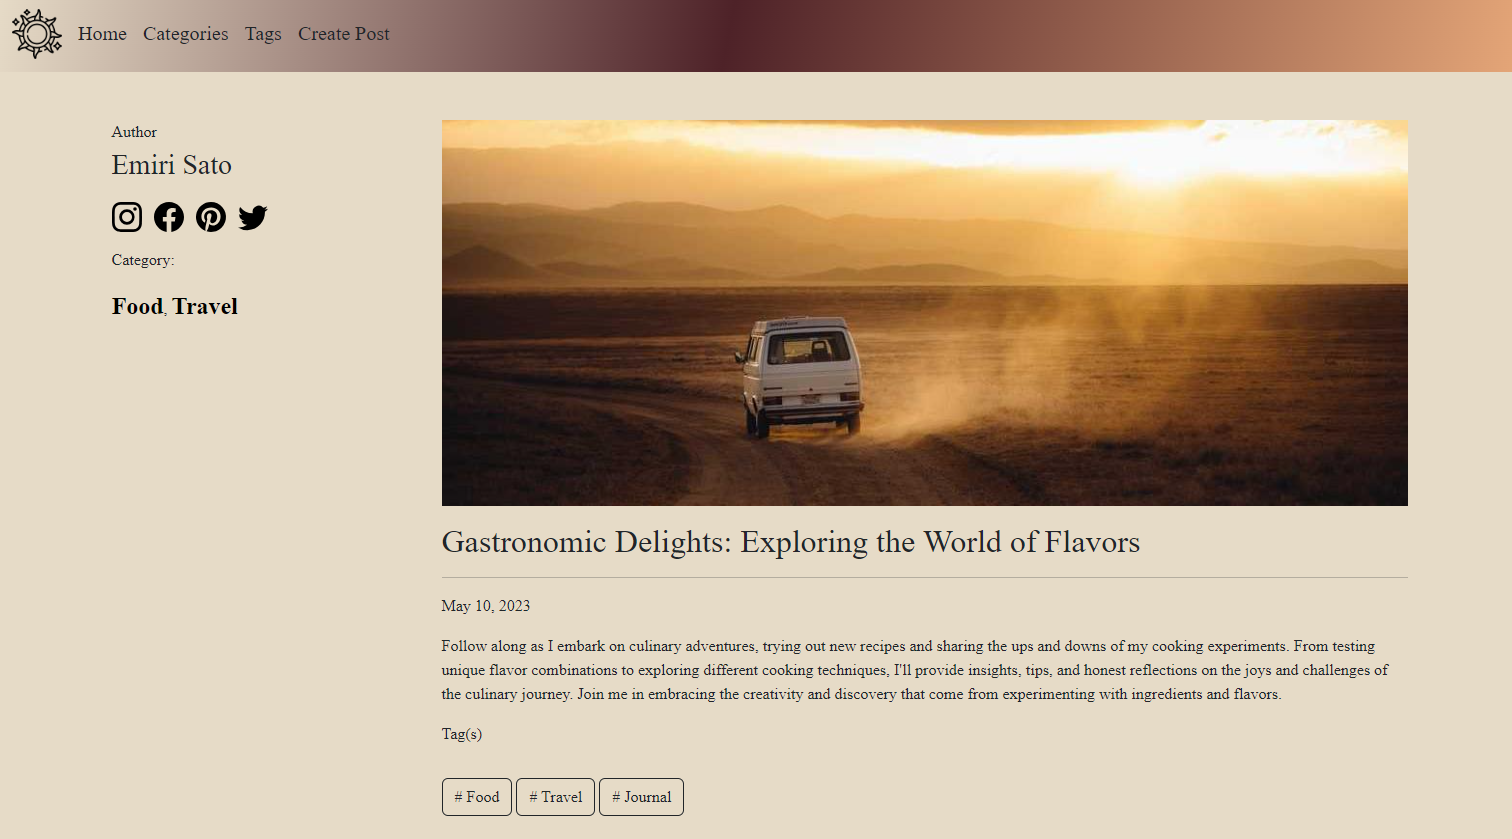 Home Categories Tags Create Post
Author
Emiri Sato
Category:
Food, Travel
Gastronomic Delights: Exploring the World of Flavors
May 10, 2023
Follow along as I embark on culinary adventures, trying out new recipes and sharing the ups and downs of my cooking experiments. From testing
unique flavor combinations to exploring different cooking techniques, I'll provide insights, tips, and honest reflections on the joys and challenges of
the culinary journey. Join me in embracing the creativity and discovery that come from experimenting with ingredients and flavors.
Tag(s)
# Food # Travel # Journal